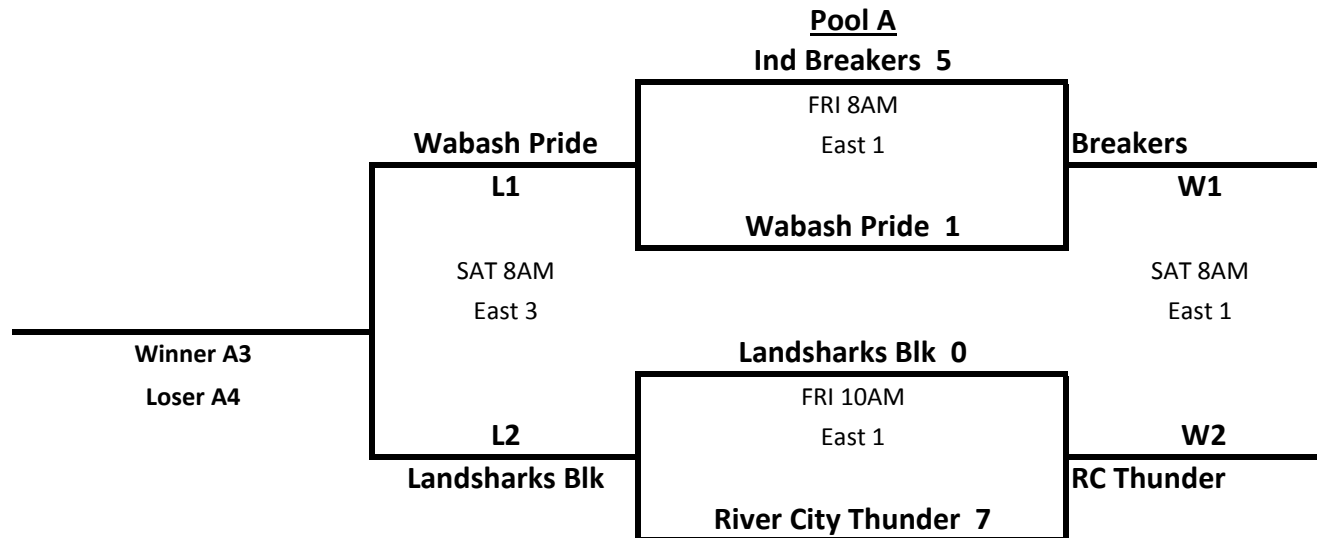 Pool A
Ind Breakers 5
FRI 8AM
Wabash Pride
East 1
Breakers
L1
W1
Wabash Pride 1
SAT 8AM
SAT 8AM
East 3
East 1
Winner A3
Landsharks Blk 0
Loser A4
FRI 10AM
L2
East 1
W2
Landsharks Blk
RC Thunder
River City Thunder 7